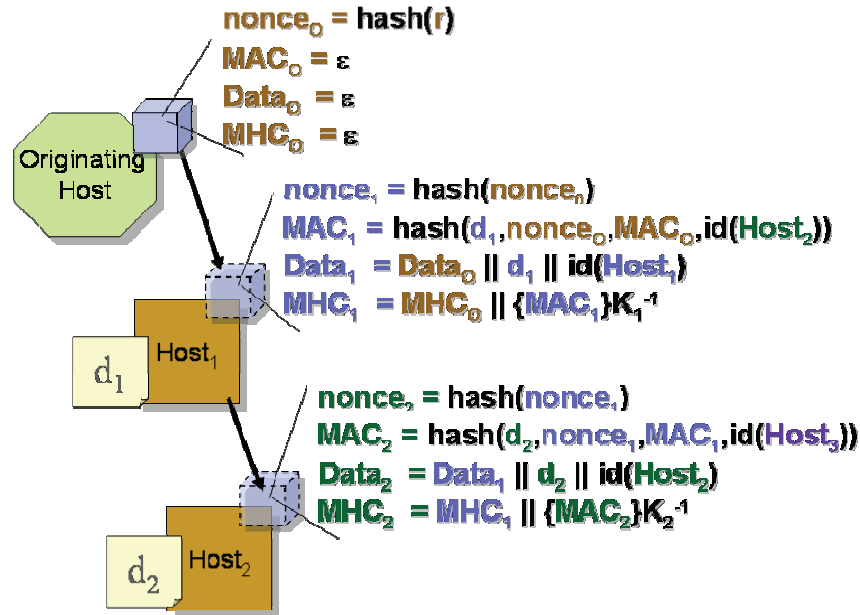 nonce₀ = hash(r)
MAC₀ = ε
Data₀ = ε
MHC₀ = ε
Originating
Host
nonce₁ = hash(nonce₀)
MAC₁ = hash(d₁,nonce₀,MAC₀,id(Host₂))
Data₁ = Data₀ || d₁ || id(Host₁)
MHC₁ = MHC₀ || {MAC₁}K₁⁻¹
Host₁
d₁
nonce₂ = hash(nonce₁)
MAC₂ = hash(d₂,nonce₁,MAC₁,id(Host₃))
Data₂ = Data₁ || d₂ || id(Host₂)
MHC₂ = MHC₁ || {MAC₂}K₂⁻¹
Host₂
d₂